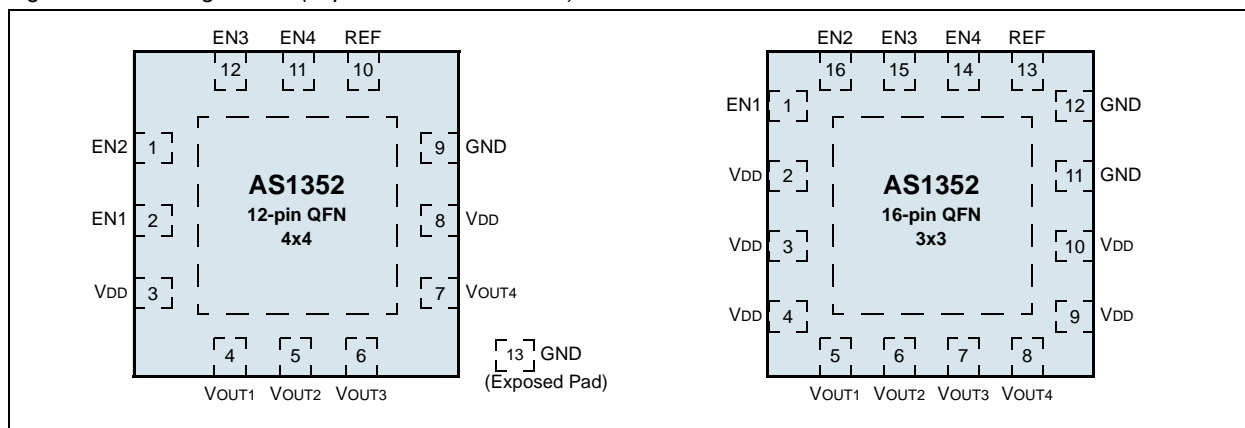 EN3 EN4 REF
12 11 10
EN2 1
EN1 2
VDD 3
9 GND
8 VDD
7 VOUT4
AS1352
12-pin QFN
4x4
4 5 6
VOUT1 VOUT2 VOUT3
13 GND
(Exposed Pad)
EN2 EN3 EN4 REF
16 15 14 13
EN1 1
VDD 2
VDD 3
VDD 4
12 GND
11 GND
10 VDD
9 VDD
AS1352
16-pin QFN
3x3
5 6 7 8
VOUT1 VOUT2 VOUT3 VOUT4